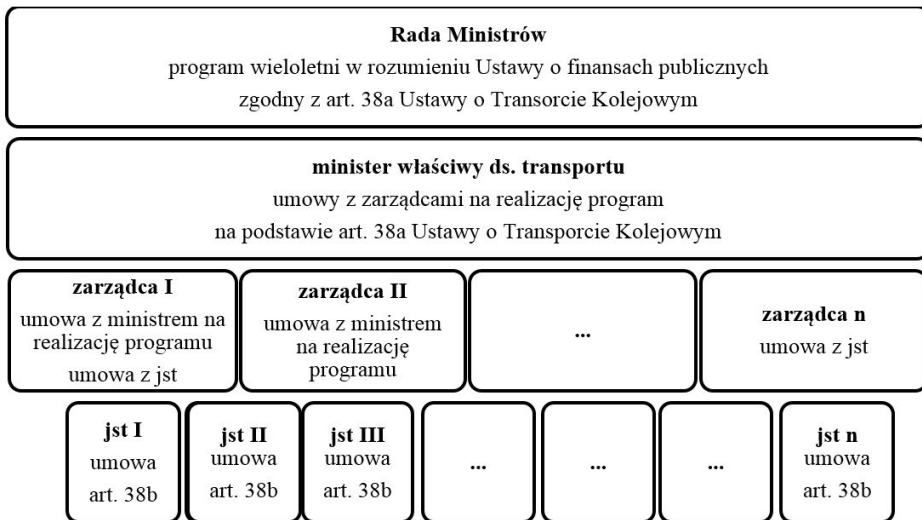 Rada Ministrów
program wieloletni w rozumieniu Ustawy o finansach publicznych
zgodny z art. 38a Ustawy o Transorcie Kolejowym
minister właściwy ds. transportu
umowy z zarządcami na realizację program
na podstawie art. 38a Ustawy o Transporcie Kolejowym
zarządca I
umowa z ministrem na
realizację programu
umowa z jst
zarządca II
umowa z ministrem
na realizację
programu
...
zarządca n
umowa z jst
jst I
umowa
art. 38b
jst II
umowa
art. 38b
jst III
umowa
art. 38b
...
...
...
jst n
umowa
art. 38b